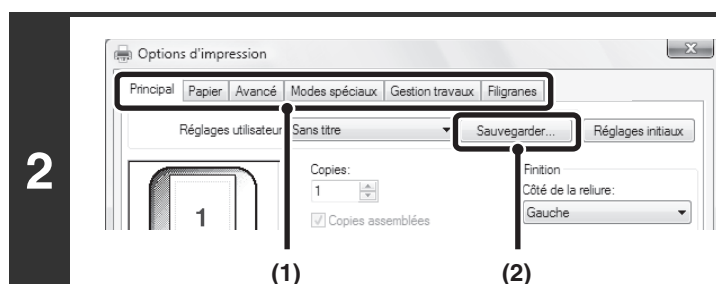 2
Options d'impression
Principal Papier Avancé Modes spéciaux Gestion travaux Filigranes
Réglages utilisateur Sans titre Sauvegarder... Réglages initiaux
Copies: Finition
1 1 Côté de la reliure:
Copies assemblées Gauche
(1) (2)